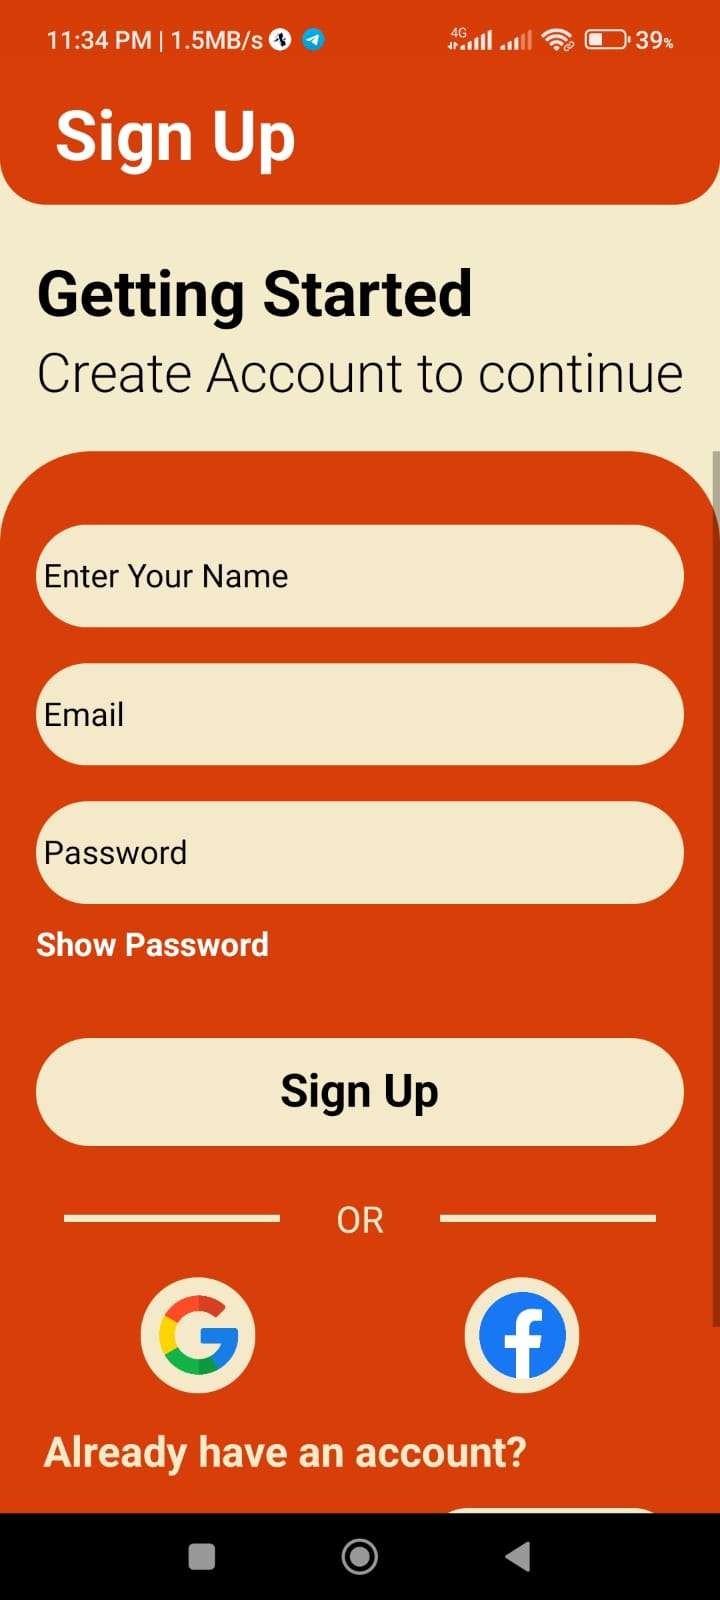 11:34 PM | 1.5MB/s 4G 39%
Sign Up
Getting Started
Create Account to continue
Enter Your Name
Email
Password
Show Password
Sign Up
OR
Already have an account?